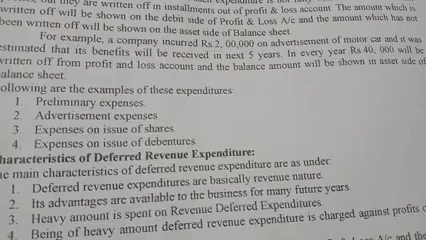 they are written off in installments out of profit & loss account. The amount which is
written off will be shown on the debit side of Profit & Loss A/c and the amount which has not
been written off will be shown on the asset side of Balance sheet.
For example, a company incurred Rs.2, 00,000 on advertisement of motor car and it was
estimated that its benefits will be received in next 5 years. In every year Rs 40, 000 will be
written off from profit and loss account and the balance amount will be shown in asset side of
balance sheet.
ollowing are the examples of these expenditures:
1. Preliminary expenses.
2. Advertisement expenses
3. Expenses on issue of shares
4. Expenses on issue of debentures.
haracteristics of Deferred Revenue Expenditure:
he main characteristics of deferred revenue expenditure are as under:
1. Deferred revenue expenditures are basically revenue nature.
2. Its advantages are available to the business for many future years.
3. Heavy amount is spent on Revenue Deferred Expenditures.
4. Being of heavy amount deferred revenue expenditure is charged against profits o
A/c and the